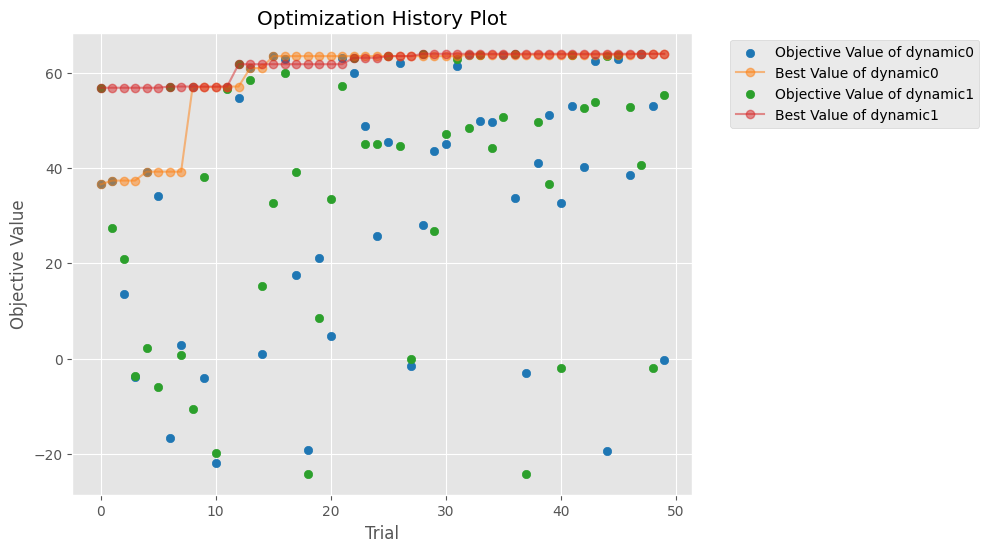 Optimization History Plot
Objective Value
60
40
20
0
−20
0 10 20 30 40 50
Trial
Objective Value of dynamic0
Best Value of dynamic0
Objective Value of dynamic1
Best Value of dynamic1